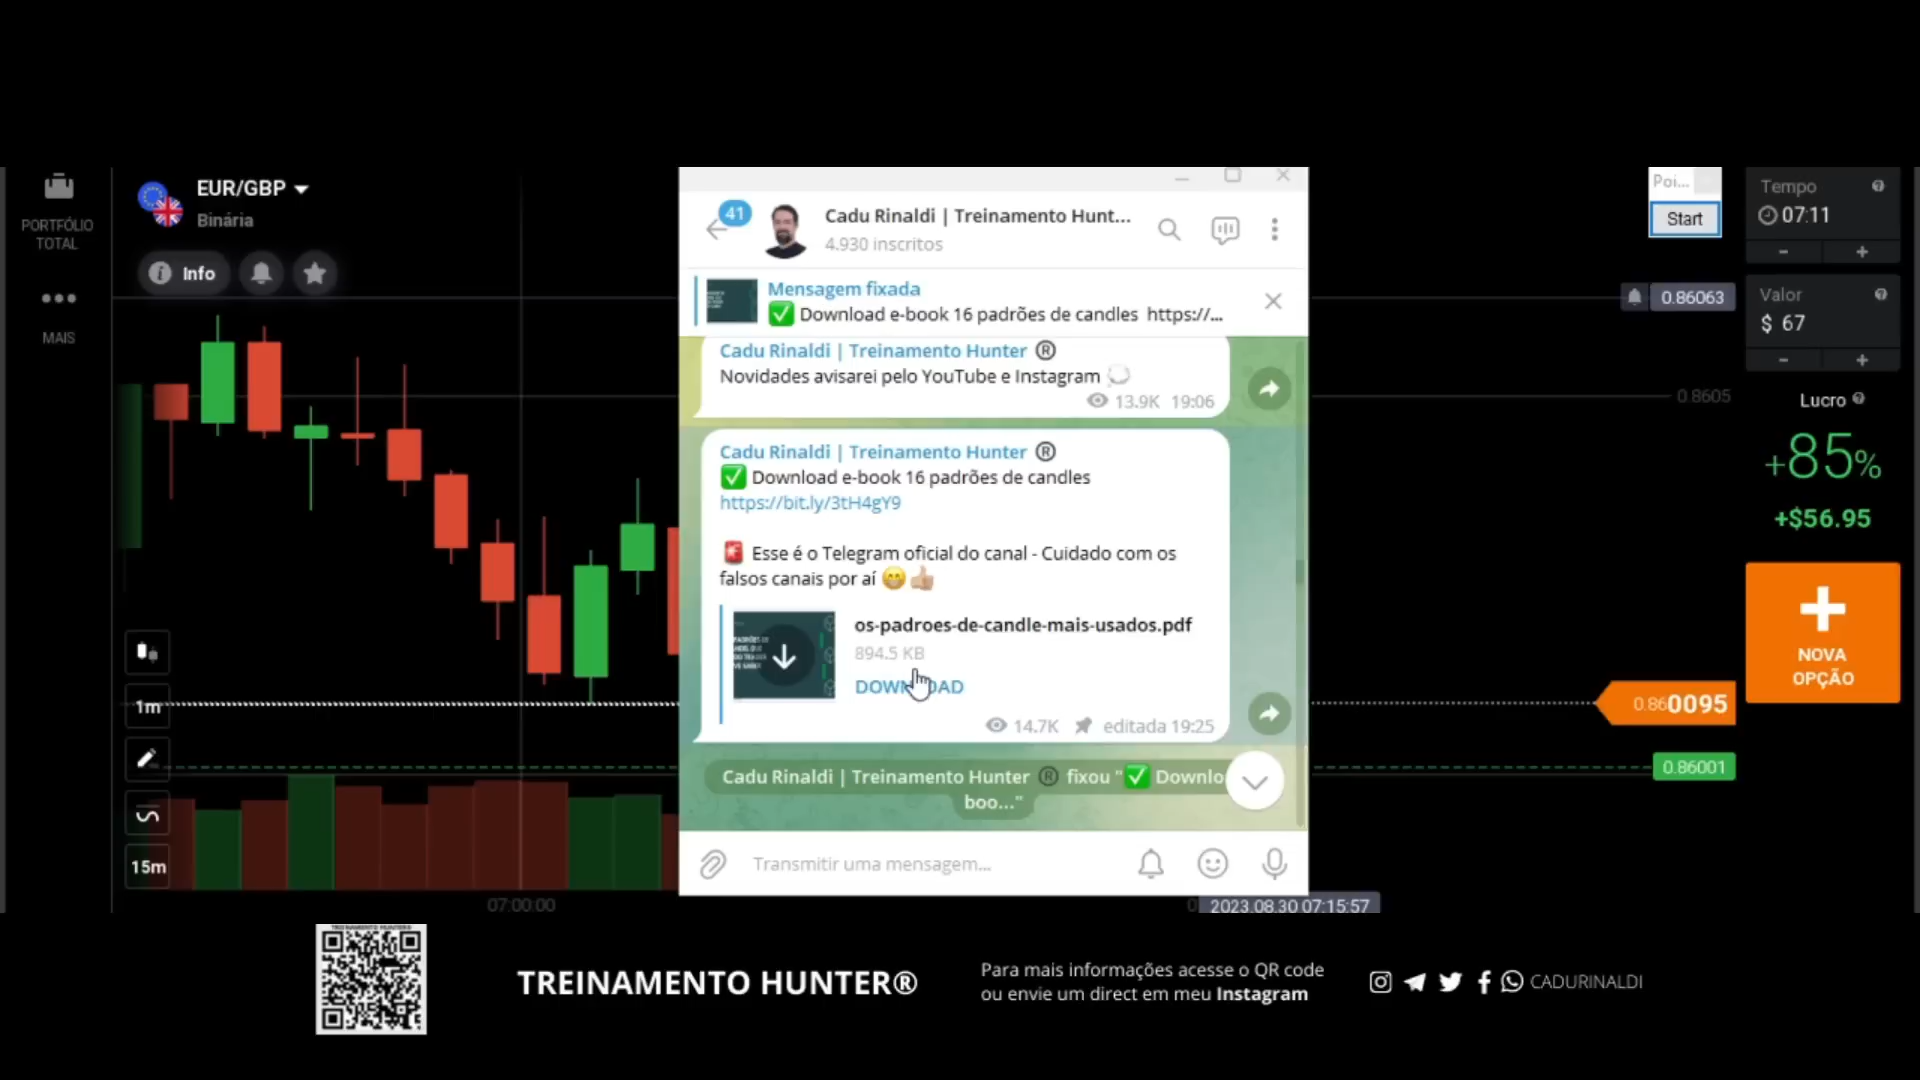 PORTFÓLIO
TOTAL
MAIS
EUR/GBP
Binária
Info
1m
15m
07:00:00
41
Cadu Rinaldi | Treinamento Hunt...
4.930 inscritos
Mensagem fixada
✅ Download e-book 16 padrões de candles https://...
Cadu Rinaldi | Treinamento Hunter ®
Novidades avisarei pelo YouTube e Instagram 💭
13.9K 19:06
Cadu Rinaldi | Treinamento Hunter ®
✅ Download e-book 16 padrões de candles
https://bit.ly/3tH4gY9
🚨 Esse é o Telegram oficial do canal - Cuidado com os
falsos canais por aí 😁👍🏼
os-padroes-de-candle-mais-usados.pdf
894.5 KB
DOWNLOAD
14.7K editada 19:25
Cadu Rinaldi | Treinamento Hunter ® fixou "✅ Downlo
boo..."
Transmitir uma mensagem...
2023.08.30 07:15:57
Poi...
Start
0.86063
0.8605
0.860095
0.86001
Tempo
07:11
- +
Valor
$ 67
- +
Lucro
+85%
+$56.95
NOVA
OPÇÃO
TREINAMENTO HUNTER®
Para mais informações acesse o QR code
ou envie um direct em meu Instagram
CADURINALDI